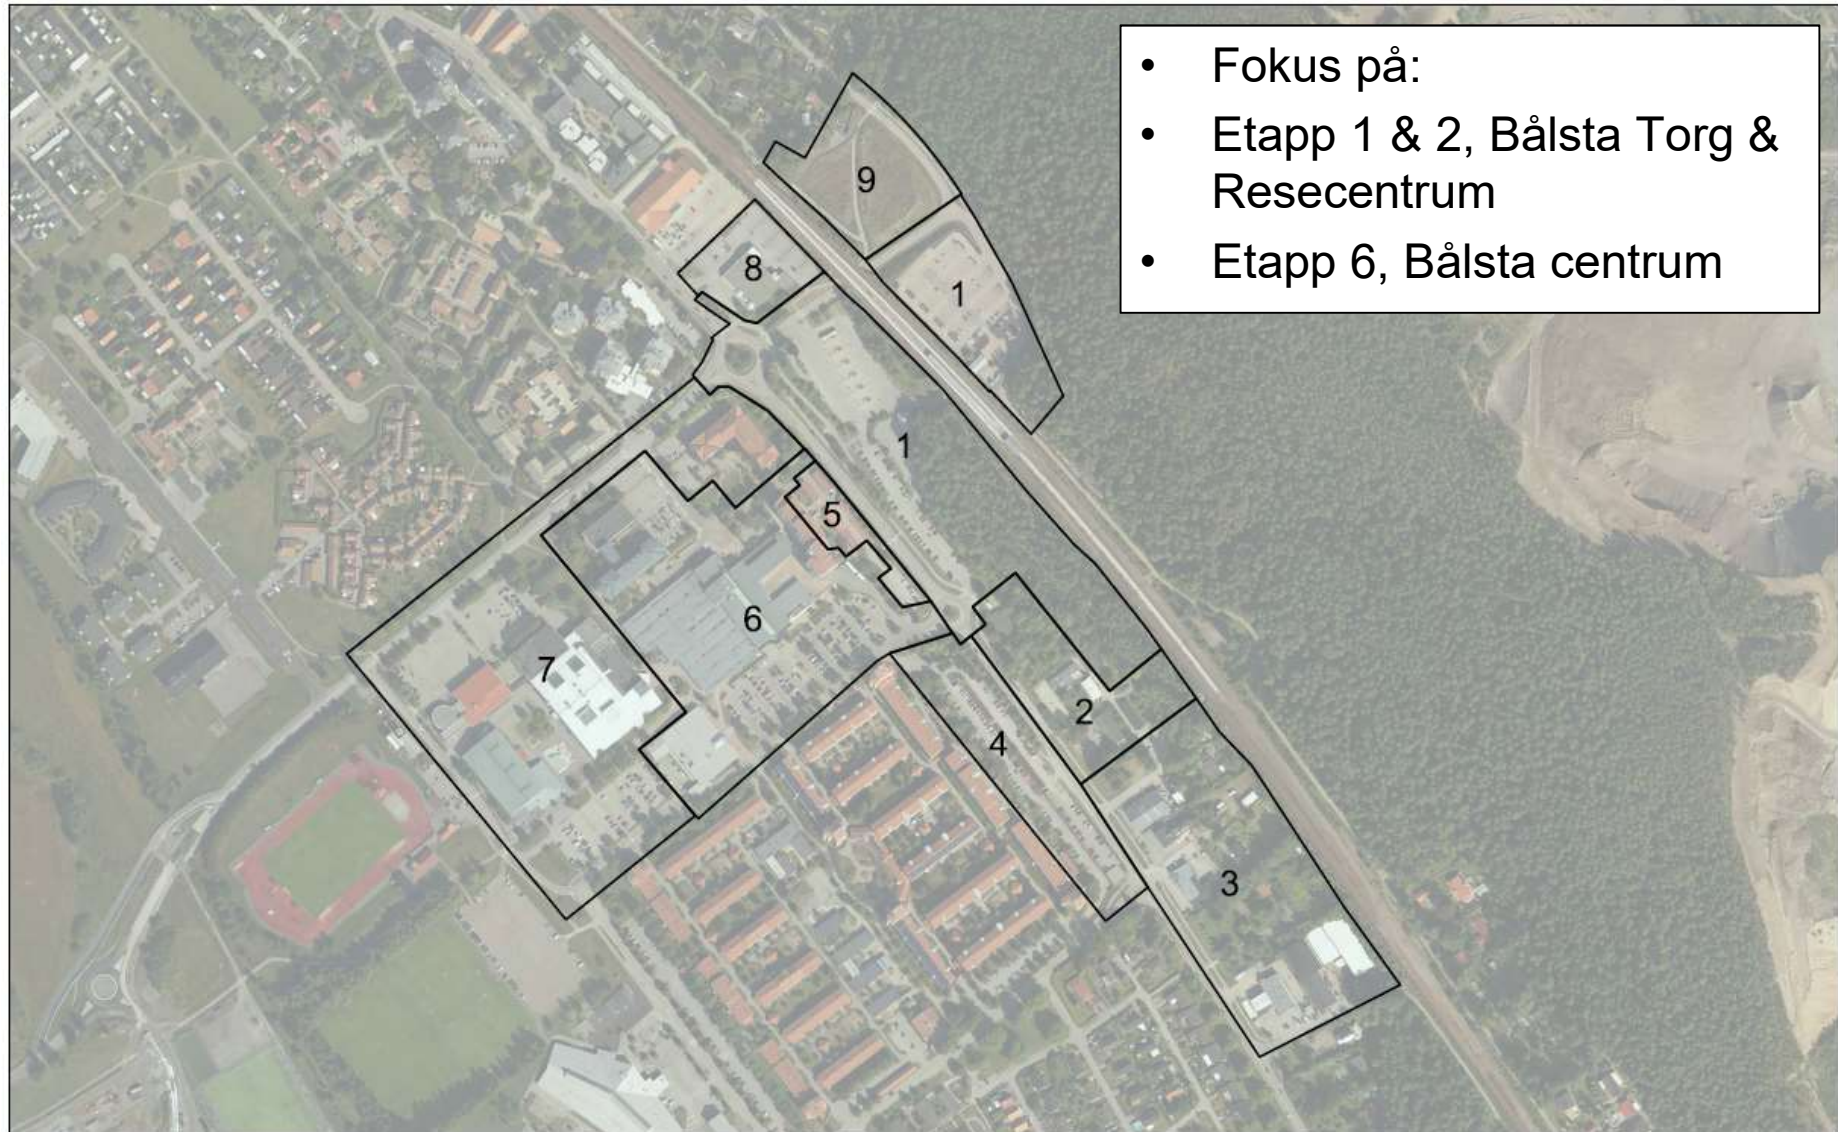 • Fokus på:
• Etapp 1 & 2, Bålsta Torg &
Resecentrum
• Etapp 6, Bålsta centrum
9
8
1
1
5
6
7
2
4
3